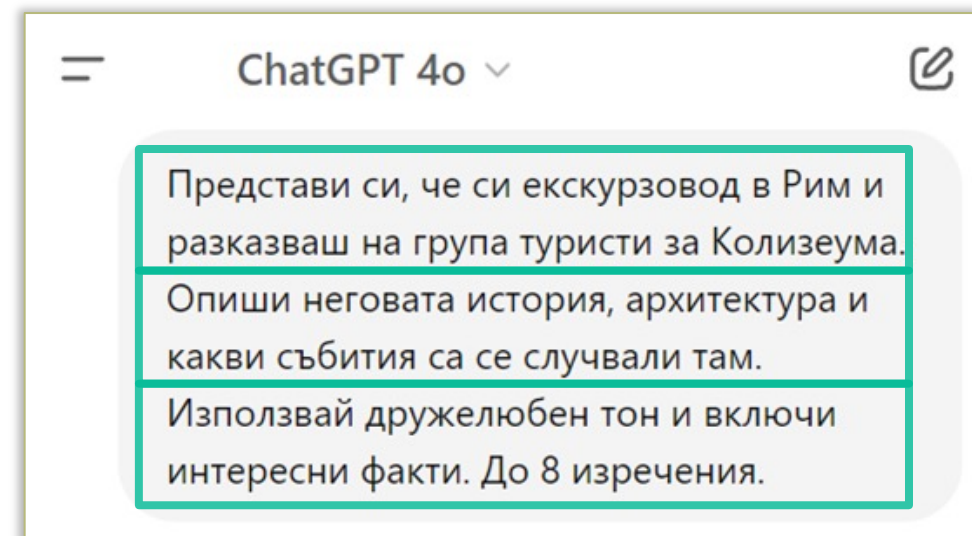 ChatGPT 4o
Представи си, че си екскурзовод в Рим и
разказваш на група туристи за Колизеума.
Опиши неговата история, архитектура и
какви събития са се случвали там.
Използвай дружелюбен тон и включи
интересни факти. До 8 изречения.